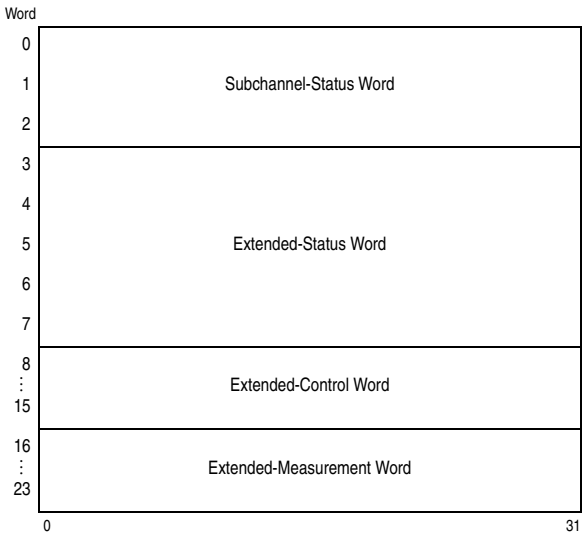 Word
0
1 Subchannel-Status Word
2
3
4
5 Extended-Status Word
6
7
8
⋮ Extended-Control Word
15
16
⋮ Extended-Measurement Word
23
0 31